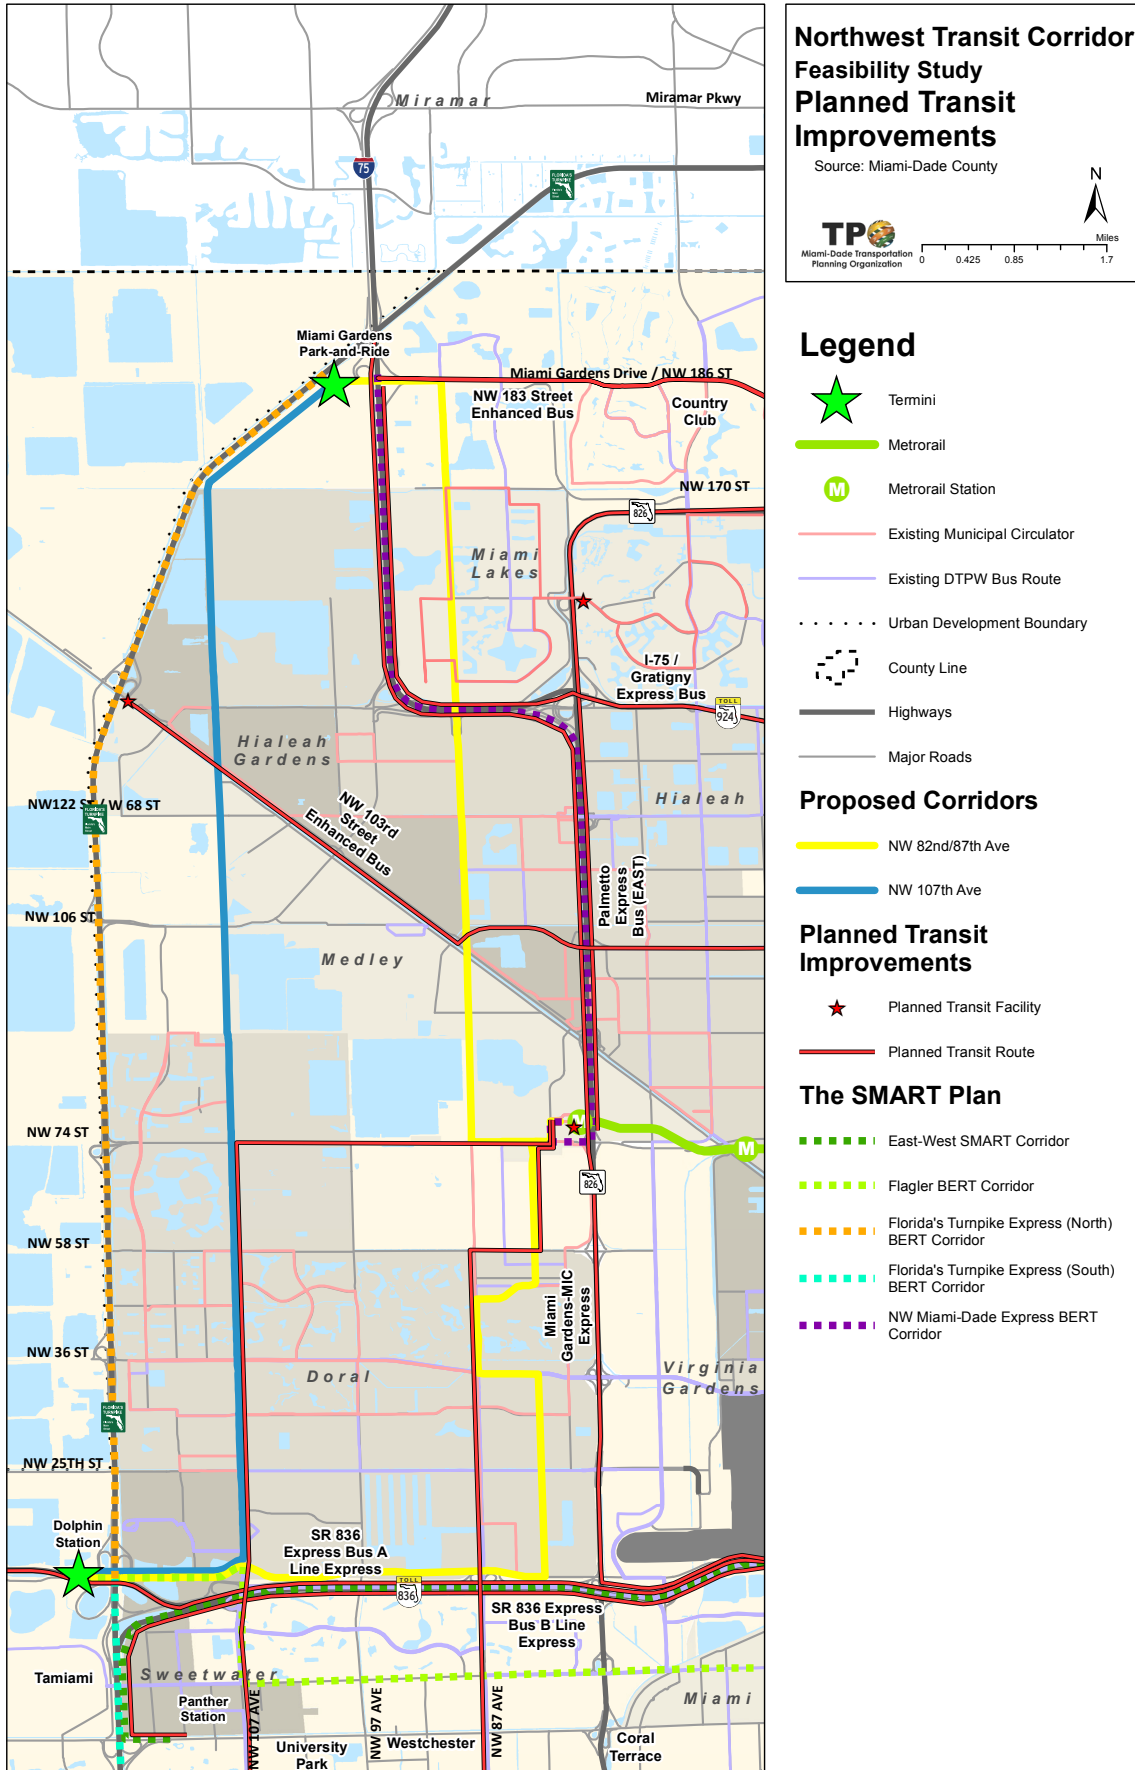 Northwest Transit Corridor
Feasibility Study
Planned Transit
Improvements
Source: Miami-Dade County
N
TPO
Miami-Dade Transportation
Planning Organization
Miles
0 0.425 0.85 1.7
Legend
Termini
Metrorail
M
Metrorail Station
Existing Municipal Circulator
Existing DTPW Bus Route
Urban Development Boundary
County Line
Highways
Major Roads
Proposed Corridors
NW 82nd/87th Ave
NW 107th Ave
Planned Transit
Improvements
Planned Transit Facility
Planned Transit Route
The SMART Plan
East-West SMART Corridor
Flagler BERT Corridor
Florida's Turnpike Express (North)
BERT Corridor
Florida's Turnpike Express (South)
BERT Corridor
NW Miami-Dade Express BERT
Corridor
Miramar
Miramar Pkwy
75
FLORIDA'S
TURNPIKE
Miami Gardens
Park-and-Ride
Miami Gardens Drive / NW 186 ST
NW 183 Street
Enhanced Bus
Country
Club
NW 170 ST
826
Miami
Lakes
I-75 /
Gratigny
Express Bus
TOLL
924
Hialeah
Gardens
NW 103rd
Street
Enhanced Bus
Hialeah
NW122 ST / W 68 ST
FLORIDA'S
TURNPIKE
Palmetto
Express
Bus (EAST)
NW 106 ST
Medley
NW 74 ST
M
M
826
NW 58 ST
Miami
Gardens-MIC
Express
NW 36 ST
Doral
Virginia
Gardens
FLORIDA'S
TURNPIKE
NW 25TH ST
Dolphin
Station
SR 836
Express Bus A
Line Express
TOLL
836
SR 836 Express
Bus B Line
Express
Tamiami
Sweetwater
Panther
Station
NW 107 AVE
University
Park
NW 97 AVE
Westchester
NW 87 AVE
Coral
Terrace
Miami